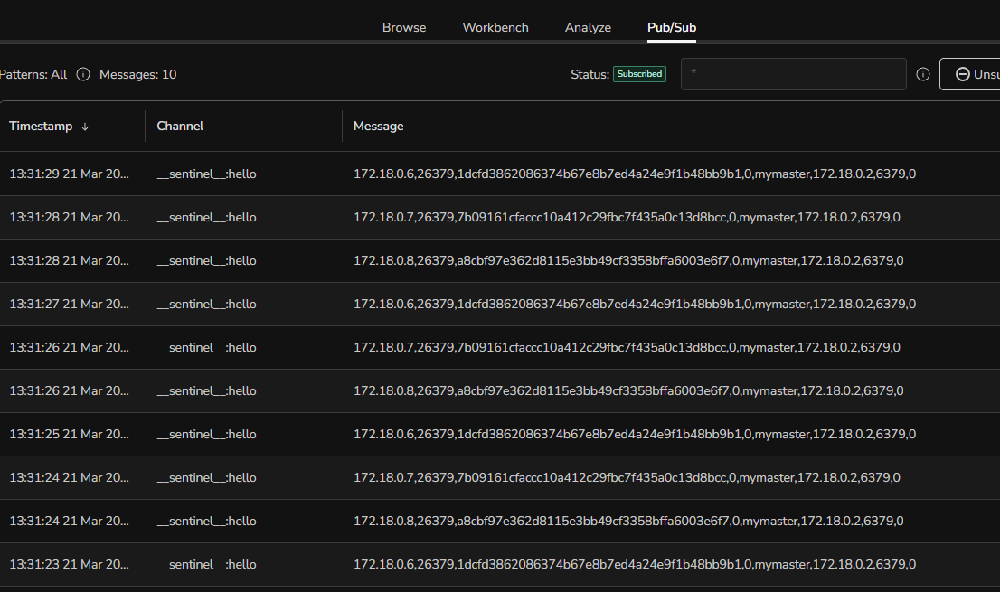 Browse Workbench Analyze Pub/Sub
Patterns: All Messages: 10 Status: Subscribed * Unsu
Timestamp ↓ Channel Message
13:31:29 21 Mar 20... __sentinel__:hello 172.18.0.6,26379,1dcfd3862086374b67e8b7ed4a24e9f1b48bb9b1,0,mymaster,172.18.0.2,6379,0
13:31:28 21 Mar 20... __sentinel__:hello 172.18.0.7,26379,7b09161cfaccc10a412c29fbc7f435a0c13d8bcc,0,mymaster,172.18.0.2,6379,0
13:31:28 21 Mar 20... __sentinel__:hello 172.18.0.8,26379,a8cbf97e362d8115e3bb49cf3358bffa6003e6f7,0,mymaster,172.18.0.2,6379,0
13:31:27 21 Mar 20... __sentinel__:hello 172.18.0.6,26379,1dcfd3862086374b67e8b7ed4a24e9f1b48bb9b1,0,mymaster,172.18.0.2,6379,0
13:31:26 21 Mar 20... __sentinel__:hello 172.18.0.7,26379,7b09161cfaccc10a412c29fbc7f435a0c13d8bcc,0,mymaster,172.18.0.2,6379,0
13:31:26 21 Mar 20... __sentinel__:hello 172.18.0.8,26379,a8cbf97e362d8115e3bb49cf3358bffa6003e6f7,0,mymaster,172.18.0.2,6379,0
13:31:25 21 Mar 20... __sentinel__:hello 172.18.0.6,26379,1dcfd3862086374b67e8b7ed4a24e9f1b48bb9b1,0,mymaster,172.18.0.2,6379,0
13:31:24 21 Mar 20... __sentinel__:hello 172.18.0.7,26379,7b09161cfaccc10a412c29fbc7f435a0c13d8bcc,0,mymaster,172.18.0.2,6379,0
13:31:24 21 Mar 20... __sentinel__:hello 172.18.0.8,26379,a8cbf97e362d8115e3bb49cf3358bffa6003e6f7,0,mymaster,172.18.0.2,6379,0
13:31:23 21 Mar 20... __sentinel__:hello 172.18.0.6,26379,1dcfd3862086374b67e8b7ed4a24e9f1b48bb9b1,0,mymaster,172.18.0.2,6379,0